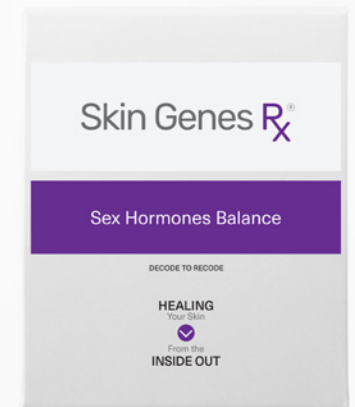 Skin Genes Rx®
Sex Hormones Balance
DECODE TO RECODE
HEALING
Your Skin
From the
INSIDE OUT